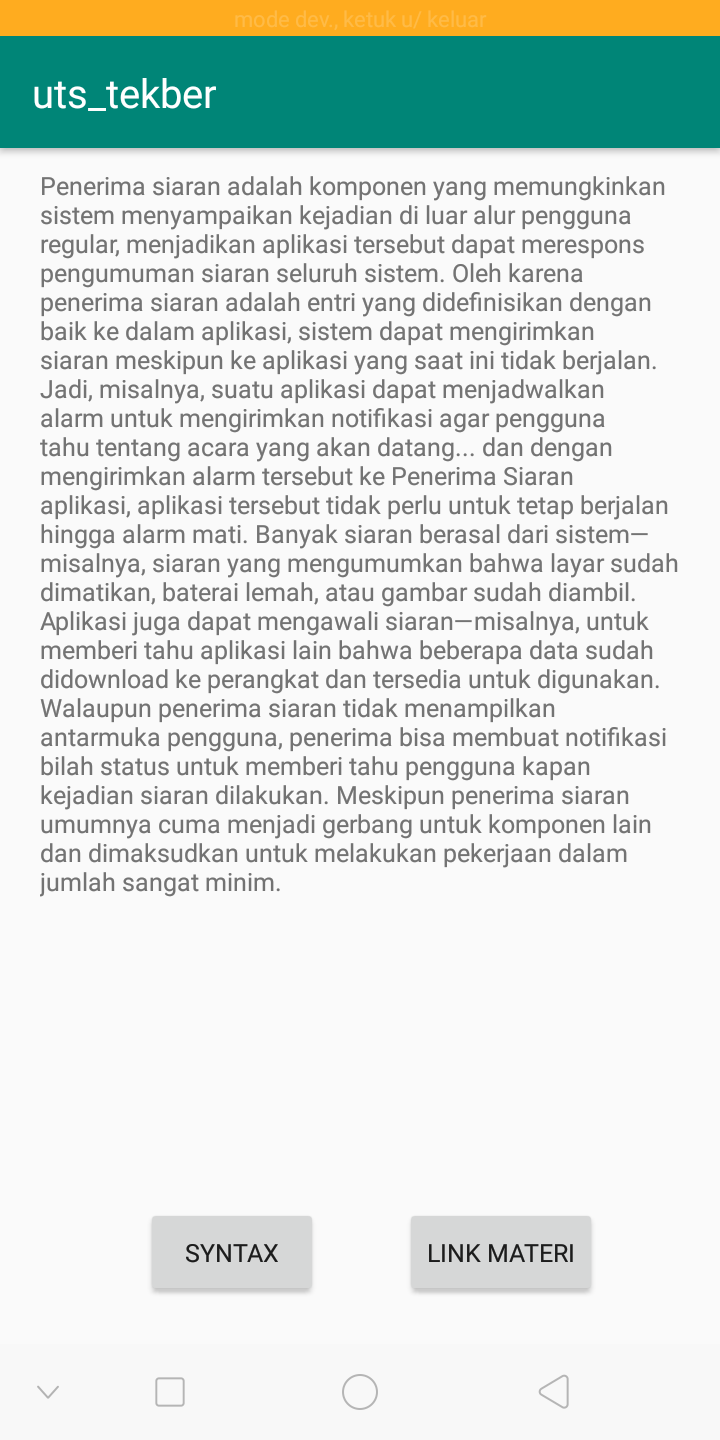 mode dev., ketuk u/ keluar
uts_tekber
Penerima siaran adalah komponen yang memungkinkan
sistem menyampaikan kejadian di luar alur pengguna
regular, menjadikan aplikasi tersebut dapat merespons
pengumuman siaran seluruh sistem. Oleh karena
penerima siaran adalah entri yang didefinisikan dengan
baik ke dalam aplikasi, sistem dapat mengirimkan
siaran meskipun ke aplikasi yang saat ini tidak berjalan.
Jadi, misalnya, suatu aplikasi dapat menjadwalkan
alarm untuk mengirimkan notifikasi agar pengguna
tahu tentang acara yang akan datang... dan dengan
mengirimkan alarm tersebut ke Penerima Siaran
aplikasi, aplikasi tersebut tidak perlu untuk tetap berjalan
hingga alarm mati. Banyak siaran berasal dari sistem—
misalnya, siaran yang mengumumkan bahwa layar sudah
dimatikan, baterai lemah, atau gambar sudah diambil.
Aplikasi juga dapat mengawali siaran—misalnya, untuk
memberi tahu aplikasi lain bahwa beberapa data sudah
didownload ke perangkat dan tersedia untuk digunakan.
Walaupun penerima siaran tidak menampilkan
antarmuka pengguna, penerima bisa membuat notifikasi
bilah status untuk memberi tahu pengguna kapan
kejadian siaran dilakukan. Meskipun penerima siaran
umumnya cuma menjadi gerbang untuk komponen lain
dan dimaksudkan untuk melakukan pekerjaan dalam
jumlah sangat minim.
SYNTAX
LINK MATERI